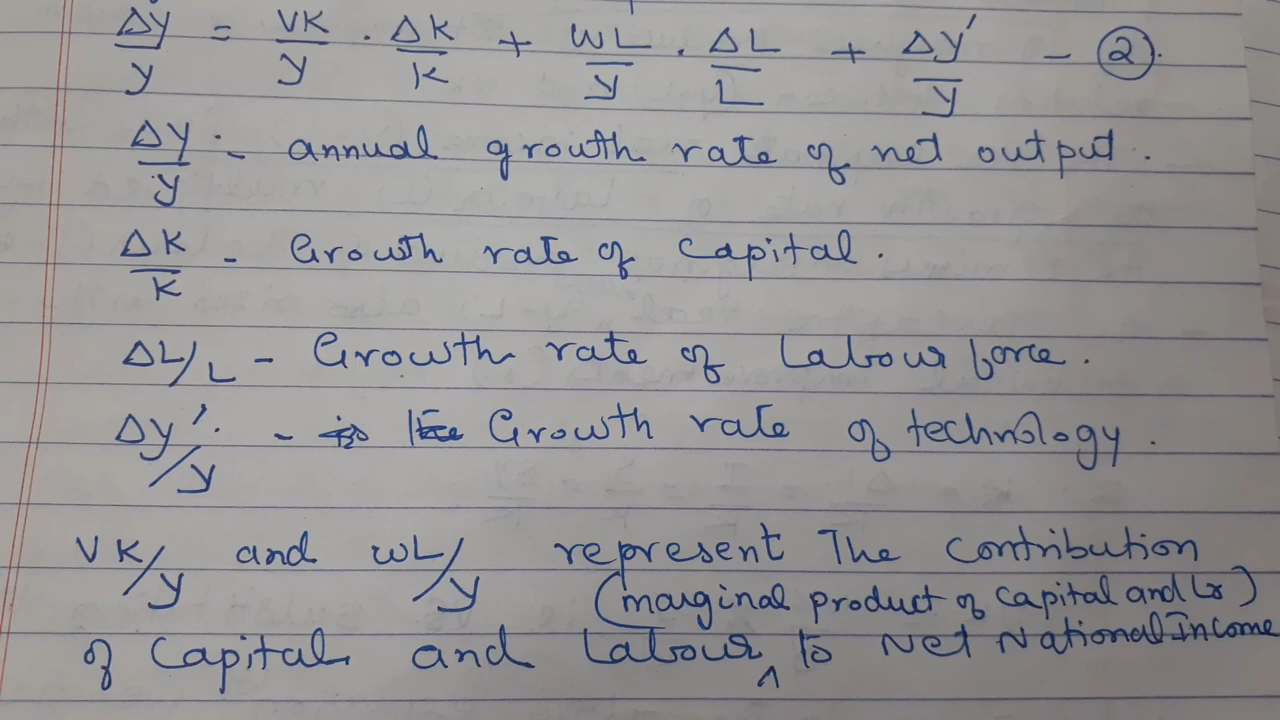 Δy/y = VK/y . ΔK/K + WL/y . ΔL/L + Δy'/y - ②.
Δy/y - annual growth rate of net output.
ΔK/K - Growth rate of Capital.
ΔL/L - Growth rate of Labour force.
Δy'/y - Growth rate of technology.
VK/y and WL/y represent The Contribution
(marginal product of capital and Lr)
of Capital and Labour ^ to Net National Income